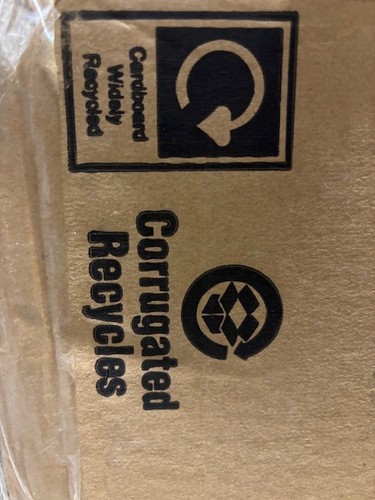 Cardboard
Widely
Recycled
Corrugated
Recycles